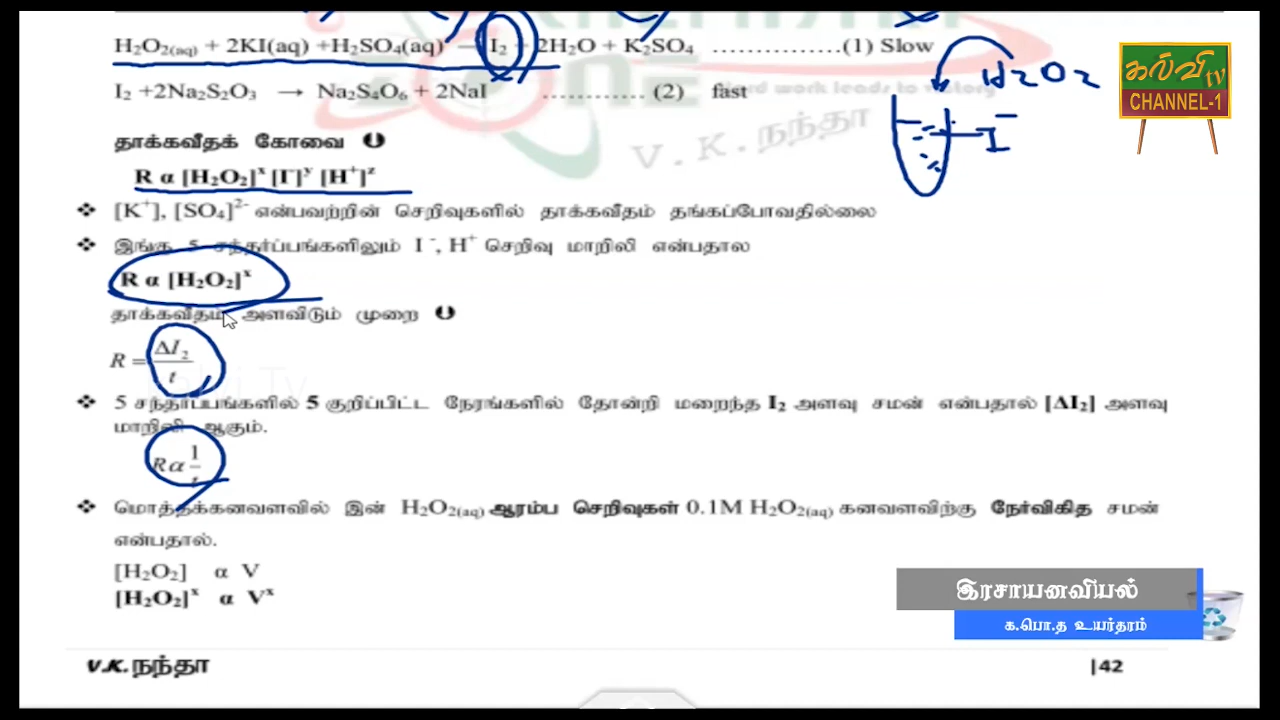 H₂O₂(aq) + 2KI(aq) +H₂SO₄(aq) → I₂ + 2H₂O + K₂SO₄ ……………(1) Slow
I₂ +2Na₂S₂O₃ → Na₂S₄O₆ + 2NaI ………… (2) fast
H₂O₂
கல்வி tv
CHANNEL-1
I⁻
V.K.நந்தா
தாக்கவீதக் கோவை
R α [H₂O₂]ˣ [I⁻]ʸ [H⁺]ᶻ
❖ [K⁺], [SO₄]²⁻ என்பவற்றின் செறிவுகளில் தாக்கவீதம் தங்கப்போவதில்லை
❖ இங்கு 5 சந்தர்ப்பங்களிலும் I⁻, H⁺ செறிவு மாறிலி என்பதால
R α [H₂O₂]ˣ
தாக்கவீதம் அளவிடும் முறை
R = ΔI₂ / t
❖ 5 சந்தர்ப்பங்களில் 5 குறிப்பிட்ட நேரங்களில் தோன்றி மறைந்த I₂ அளவு சமன் என்பதால் [ΔI₂] அளவு
மாறிலி ஆகும்.
R α 1 / t
❖ மொத்தக்கனவளவில் இன் H₂O₂(aq) ஆரம்ப செறிவுகள் 0.1M H₂O₂(aq) கனவளவிற்கு நேர்விகித சமன்
என்பதால்.
[H₂O₂] α V
[H₂O₂]ˣ α Vˣ
இரசாயனவியல்
க.பொ.த உயர்தரம்
V.K.நந்தா |42